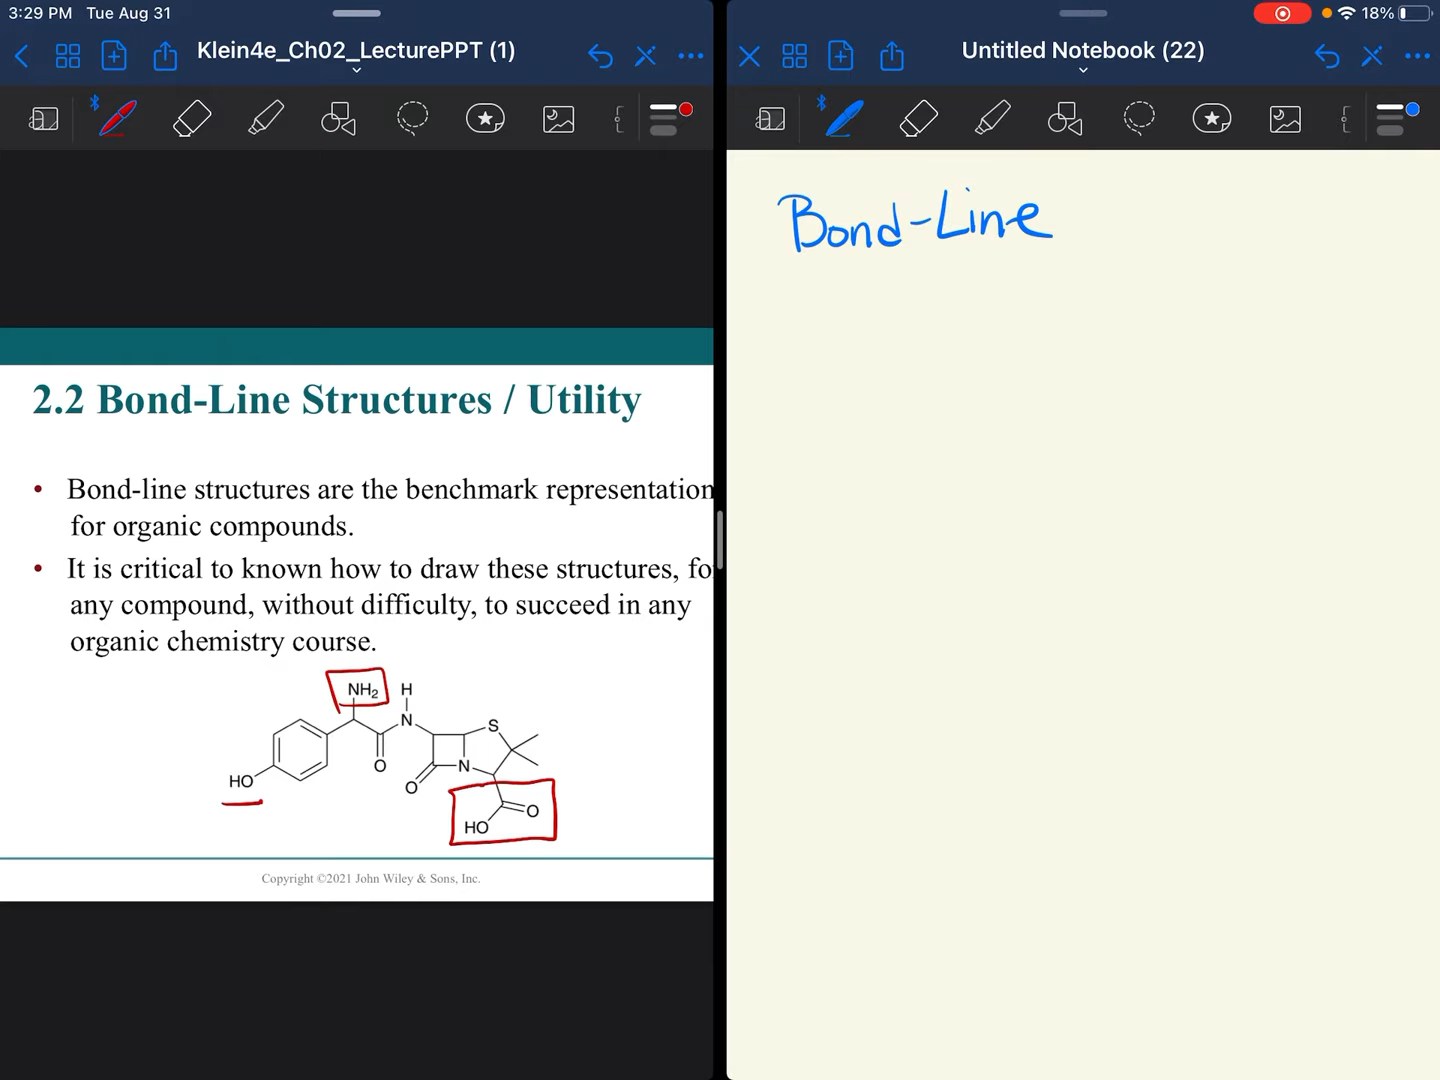 3:29 PM Tue Aug 31
18%
Klein4e_Ch02_LecturePPT (1)
Untitled Notebook (22)
Bond-Line
2.2 Bond-Line Structures / Utility
• Bond-line structures are the benchmark representation
for organic compounds.
• It is critical to known how to draw these structures, fo
any compound, without difficulty, to succeed in any
organic chemistry course.
NH2 H
N S
O N
HO O O
HO
Copyright ©2021 John Wiley & Sons, Inc.